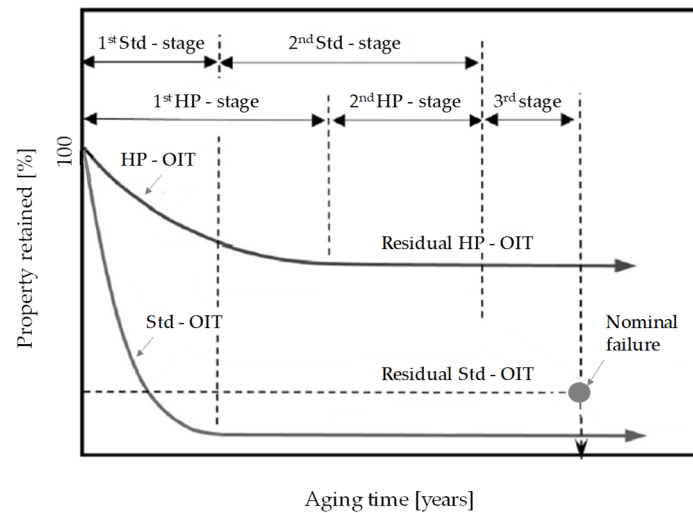 1st Std - stage
2nd Std - stage
1st HP - stage
2nd HP - stage
3rd stage
100
HP - OIT
Residual HP - OIT
Std - OIT
Nominal
failure
Residual Std - OIT
Property retained [%]
Aging time [years]